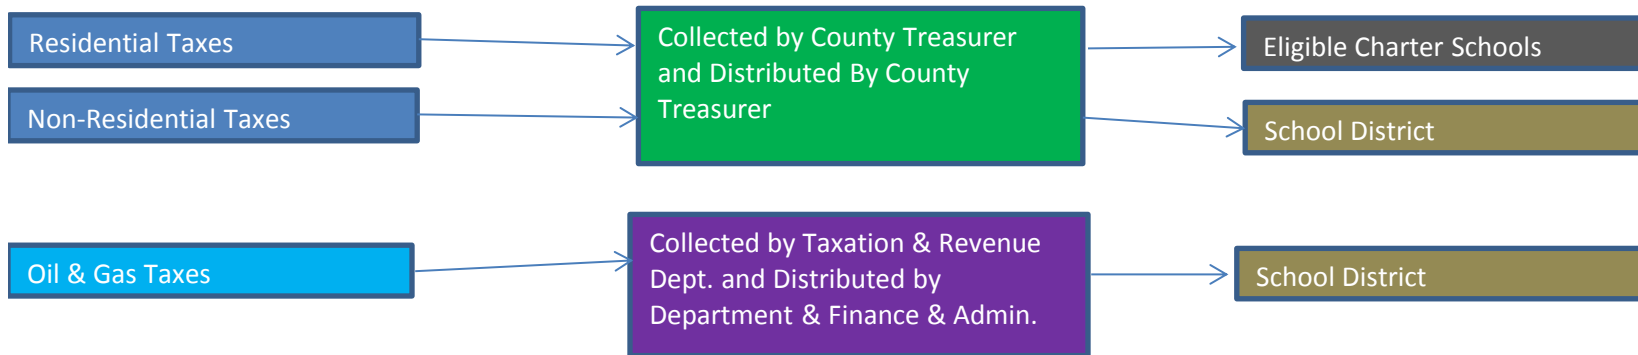 Residential Taxes
Non-Residential Taxes
Collected by County Treasurer
and Distributed By County
Treasurer
Eligible Charter Schools
School District
Oil & Gas Taxes
Collected by Taxation & Revenue
Dept. and Distributed by
Department & Finance & Admin.
School District